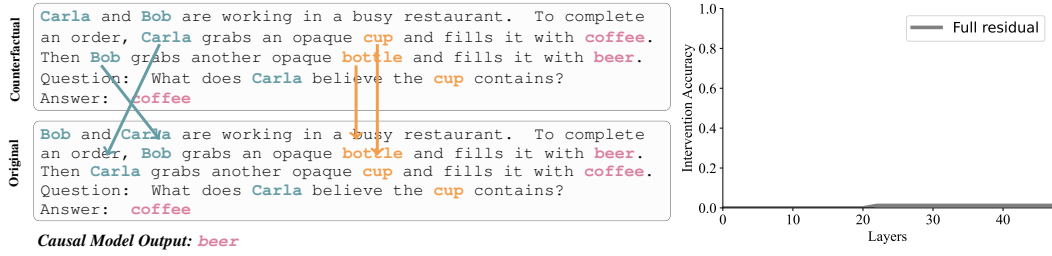 Counterfactual
Carla and Bob are working in a busy restaurant. To complete
an order, Carla grabs an opaque cup and fills it with coffee.
Then Bob grabs another opaque bottle and fills it with beer.
Question: What does Carla believe the cup contains?
Answer: coffee
Original
Bob and Carla are working in a busy restaurant. To complete
an order, Bob grabs an opaque bottle and fills it with beer.
Then Carla grabs another opaque cup and fills it with coffee.
Question: What does Carla believe the cup contains?
Answer: coffee
Causal Model Output: beer
Intervention Accuracy
1.0
0.8
0.6
0.4
0.2
0.0
Full residual
0 10 20 30 40
Layers